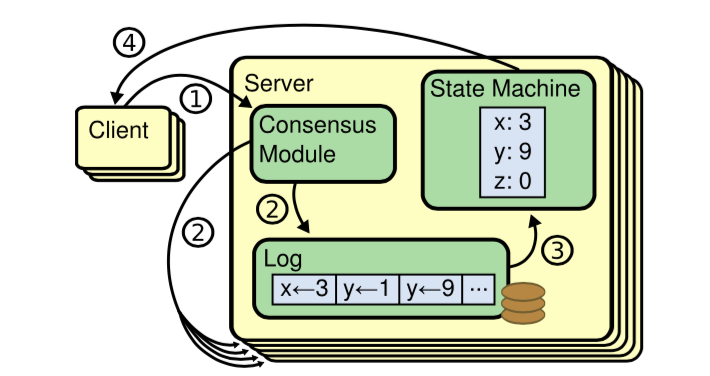 ④
①
Server
State Machine
x: 3
y: 9
z: 0
Client
Consensus
Module
②
②
③
Log
x←3 y←1 y←9 ···